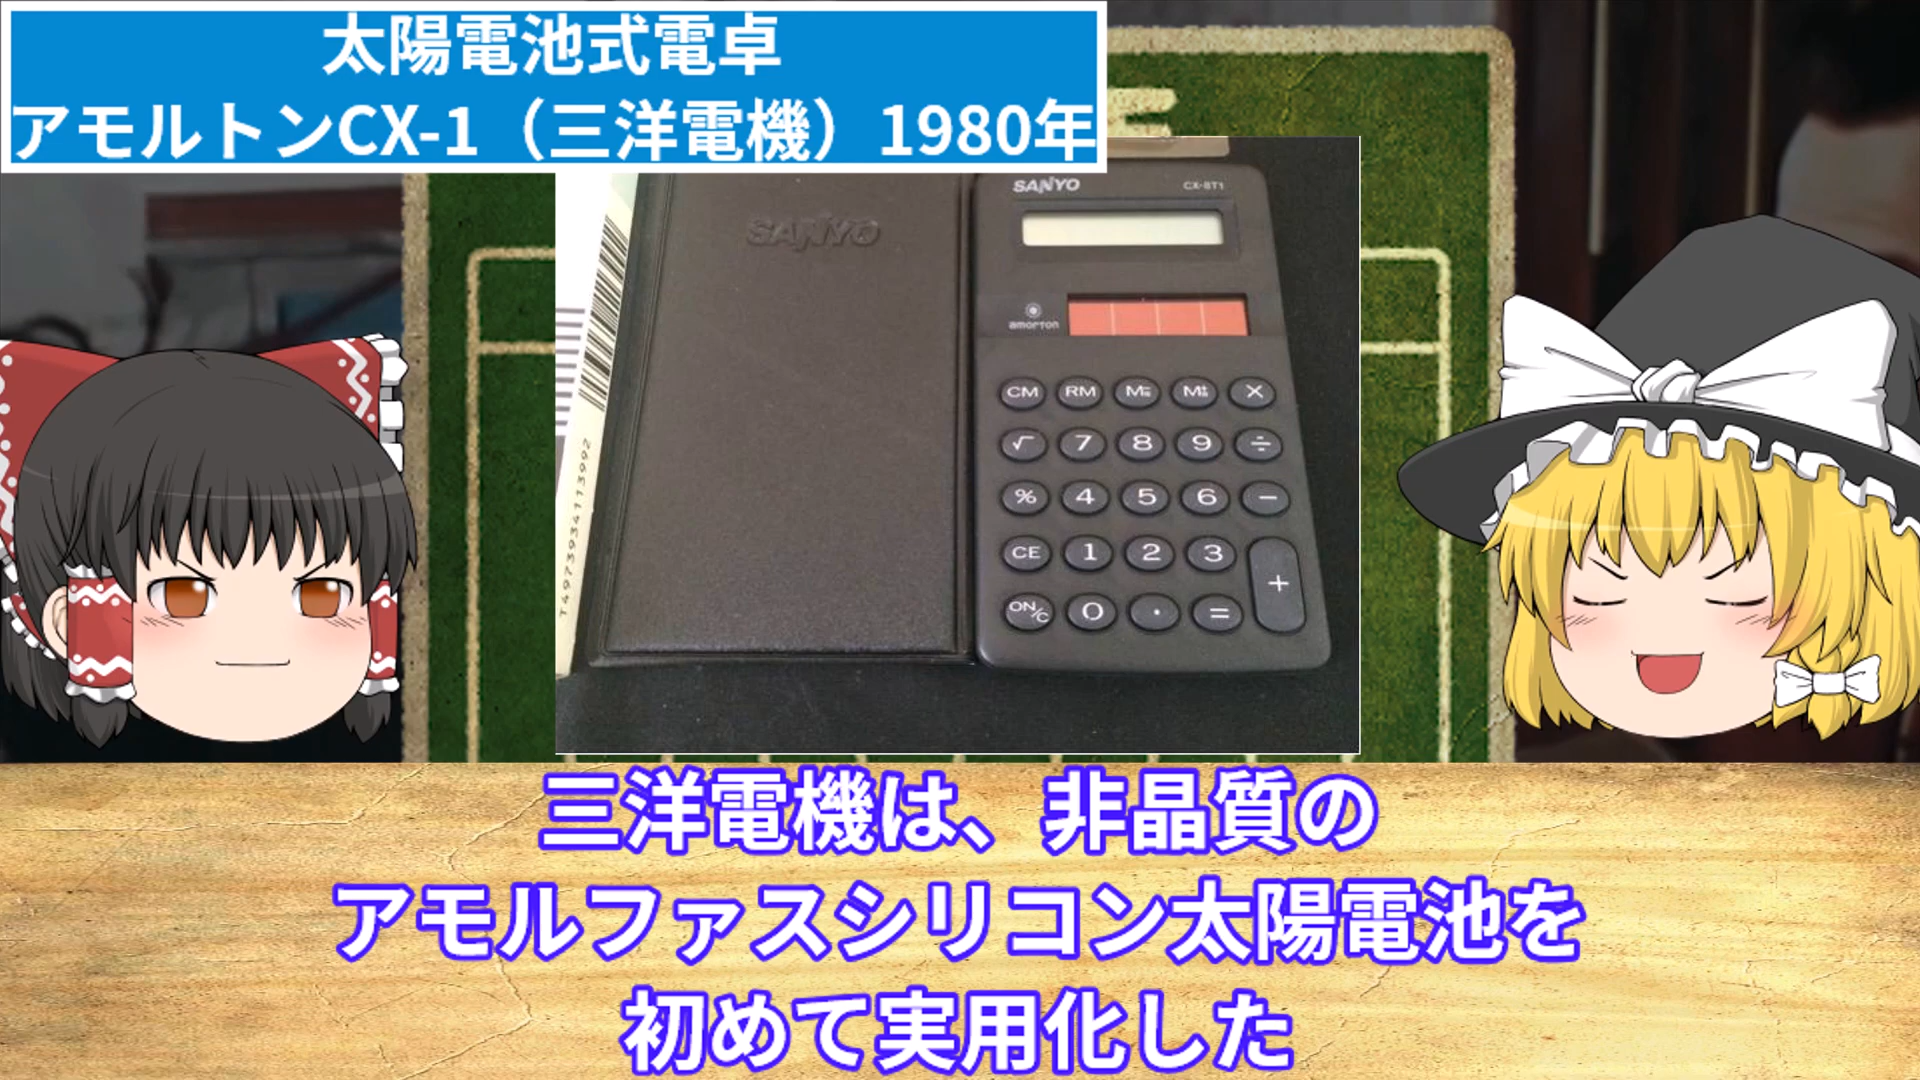 太陽電池式電卓
アモルトンCX-1（三洋電機）1980年
SANYO
SANYO CX-8T1
amorton
CM RM M= M± ×
√ 7 8 9 ÷
% 4 5 6 −
CE 1 2 3 +
ON/C 0 · =
T4973934113992
三洋電機は、非品質の
アモルファスシリコン太陽電池を
初めて実用化した